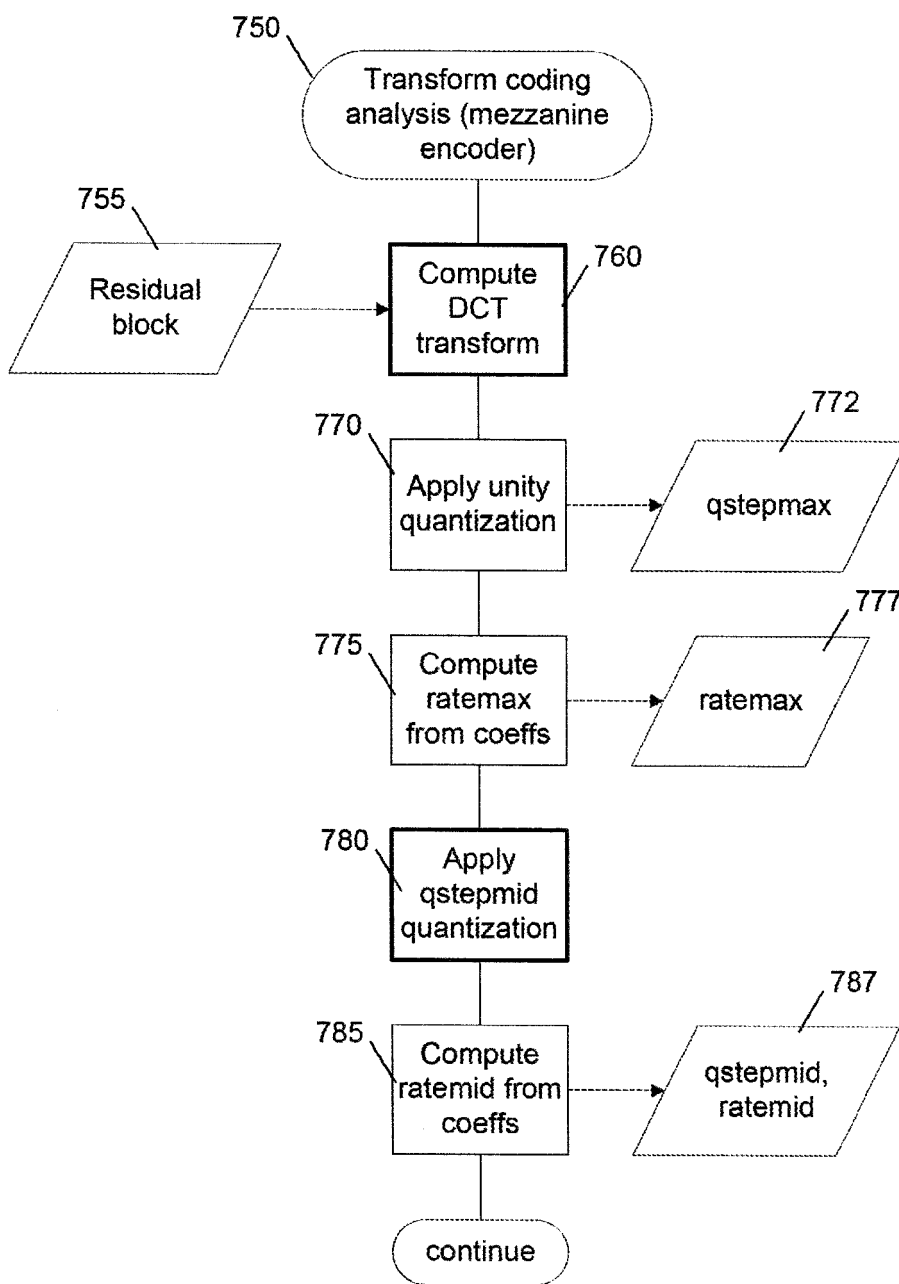 750
Transform coding
analysis (mezzanine
encoder)
755
Residual
block
760
Compute
DCT
transform
770
Apply unity
quantization
772
qstepmax
775
Compute
ratemax
from coeffs
777
ratemax
780
Apply
qstepmid
quantization
785
Compute
ratemid from
coeffs
787
qstepmid,
ratemid
continue